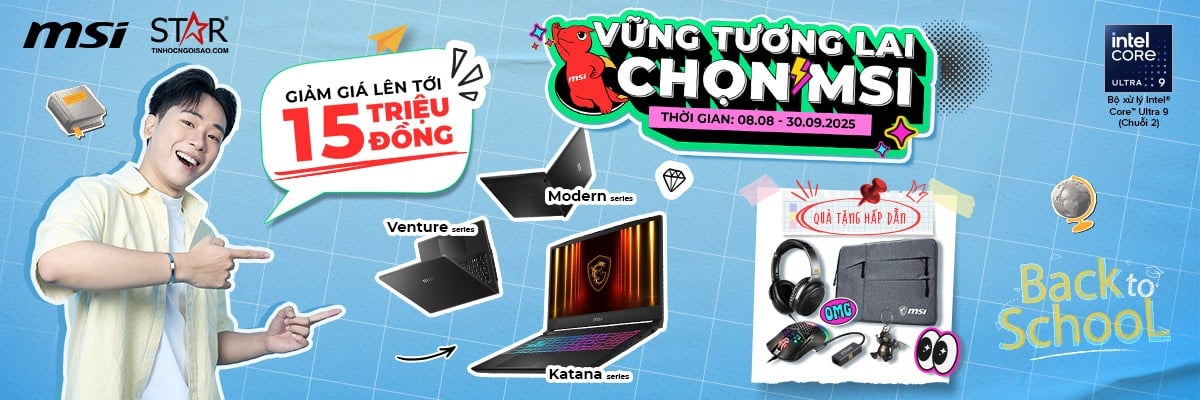 msi
STAR®
TINHOCNGOISAO.COM
GIẢM GIÁ LÊN TỚI
15 TRIỆU
ĐỒNG
VỮNG TƯƠNG LAI
CHỌN MSI
msi
THỜI GIAN: 08.08 - 30.09.2025
intel
CORE
ULTRA 9
Bộ xử lý Intel®
Core™ Ultra 9
(Chuỗi 2)
Modern series
Venture series
msi
Katana series
QUÀ TẶNG HẤP DẪN
OMG
msi
Back to
School